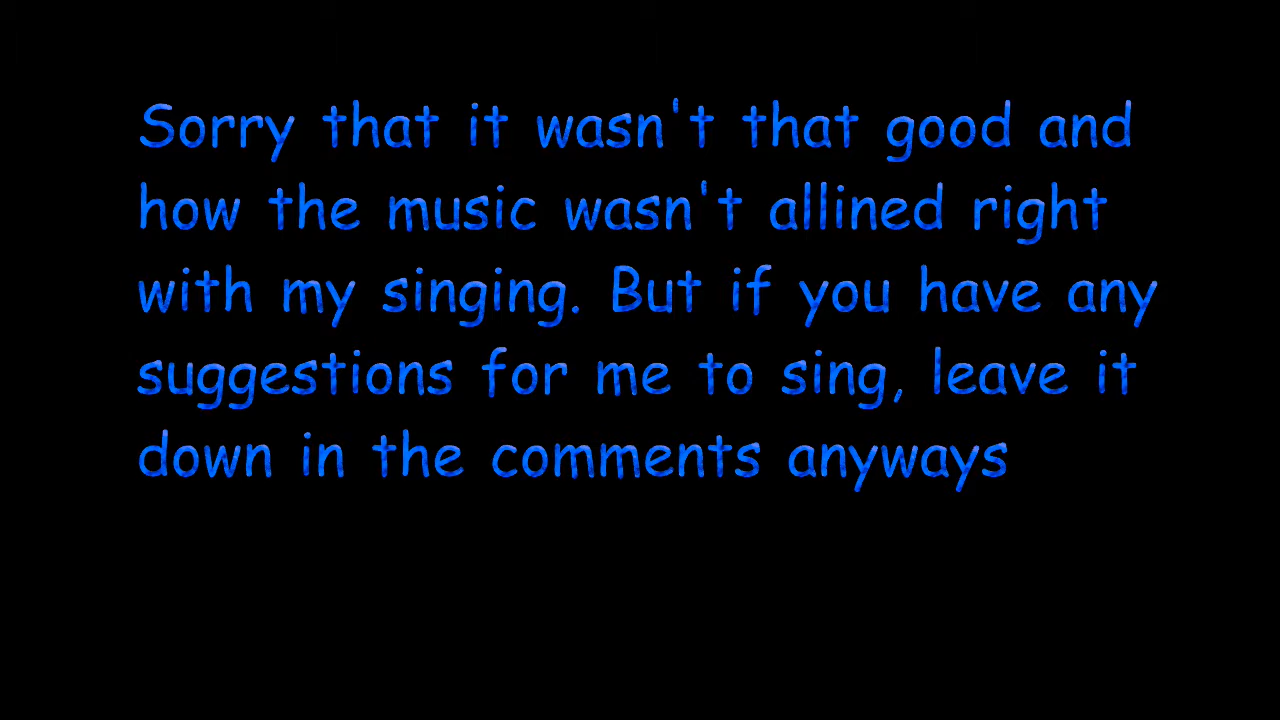 Sorry that it wasn't that good and
how the music wasn't allined right
with my singing. But if you have any
suggestions for me to sing, leave it
down in the comments anyways